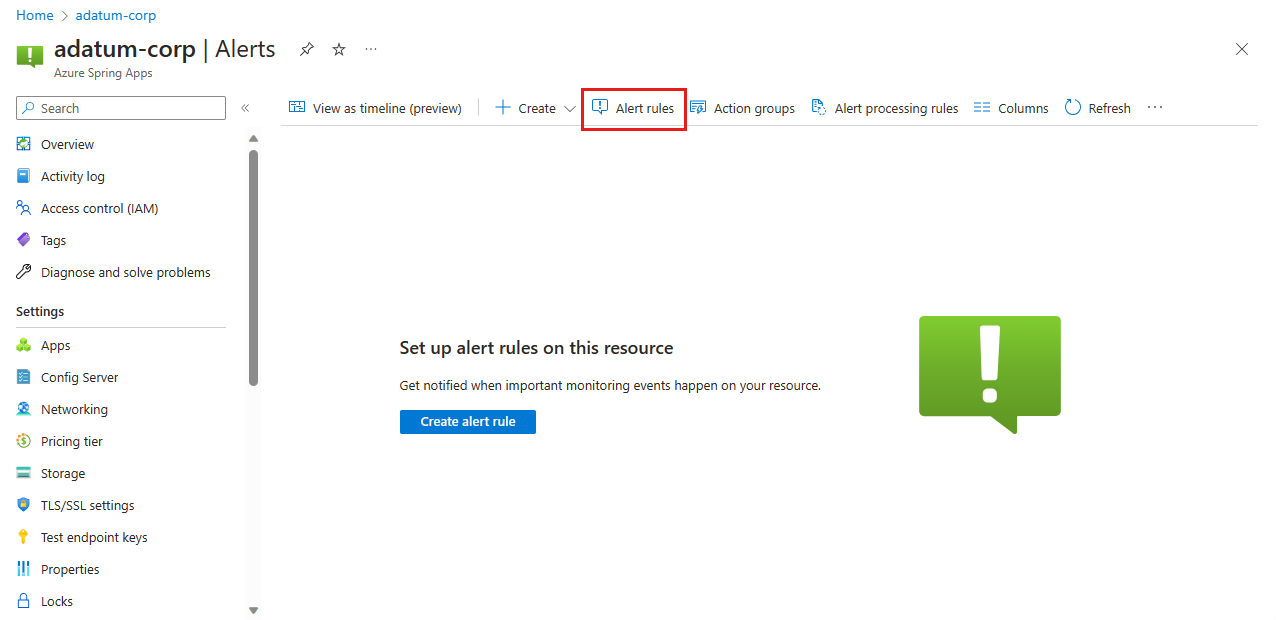 Home > adatum-corp
adatum-corp | Alerts
Azure Spring Apps
Search
View as timeline (preview) Create Alert rules Action groups Alert processing rules Columns Refresh
Overview
Activity log
Access control (IAM)
Tags
Diagnose and solve problems
Settings
Apps
Config Server
Networking
Pricing tier
Storage
TLS/SSL settings
Test endpoint keys
Properties
Locks
Set up alert rules on this resource
Get notified when important monitoring events happen on your resource.
Create alert rule